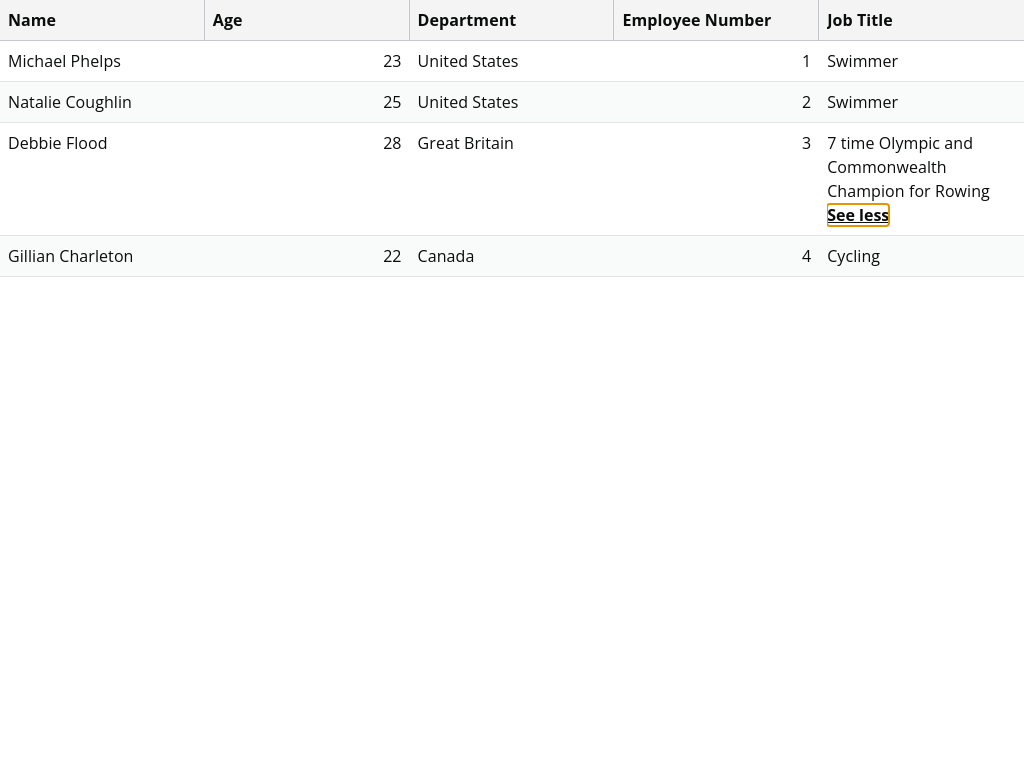 Name Age Department Employee Number Job Title
Michael Phelps 23 United States 1 Swimmer
Natalie Coughlin 25 United States 2 Swimmer
Debbie Flood 28 Great Britain 3 7 time Olympic and
Commonwealth
Champion for Rowing
See less
Gillian Charleton 22 Canada 4 Cycling